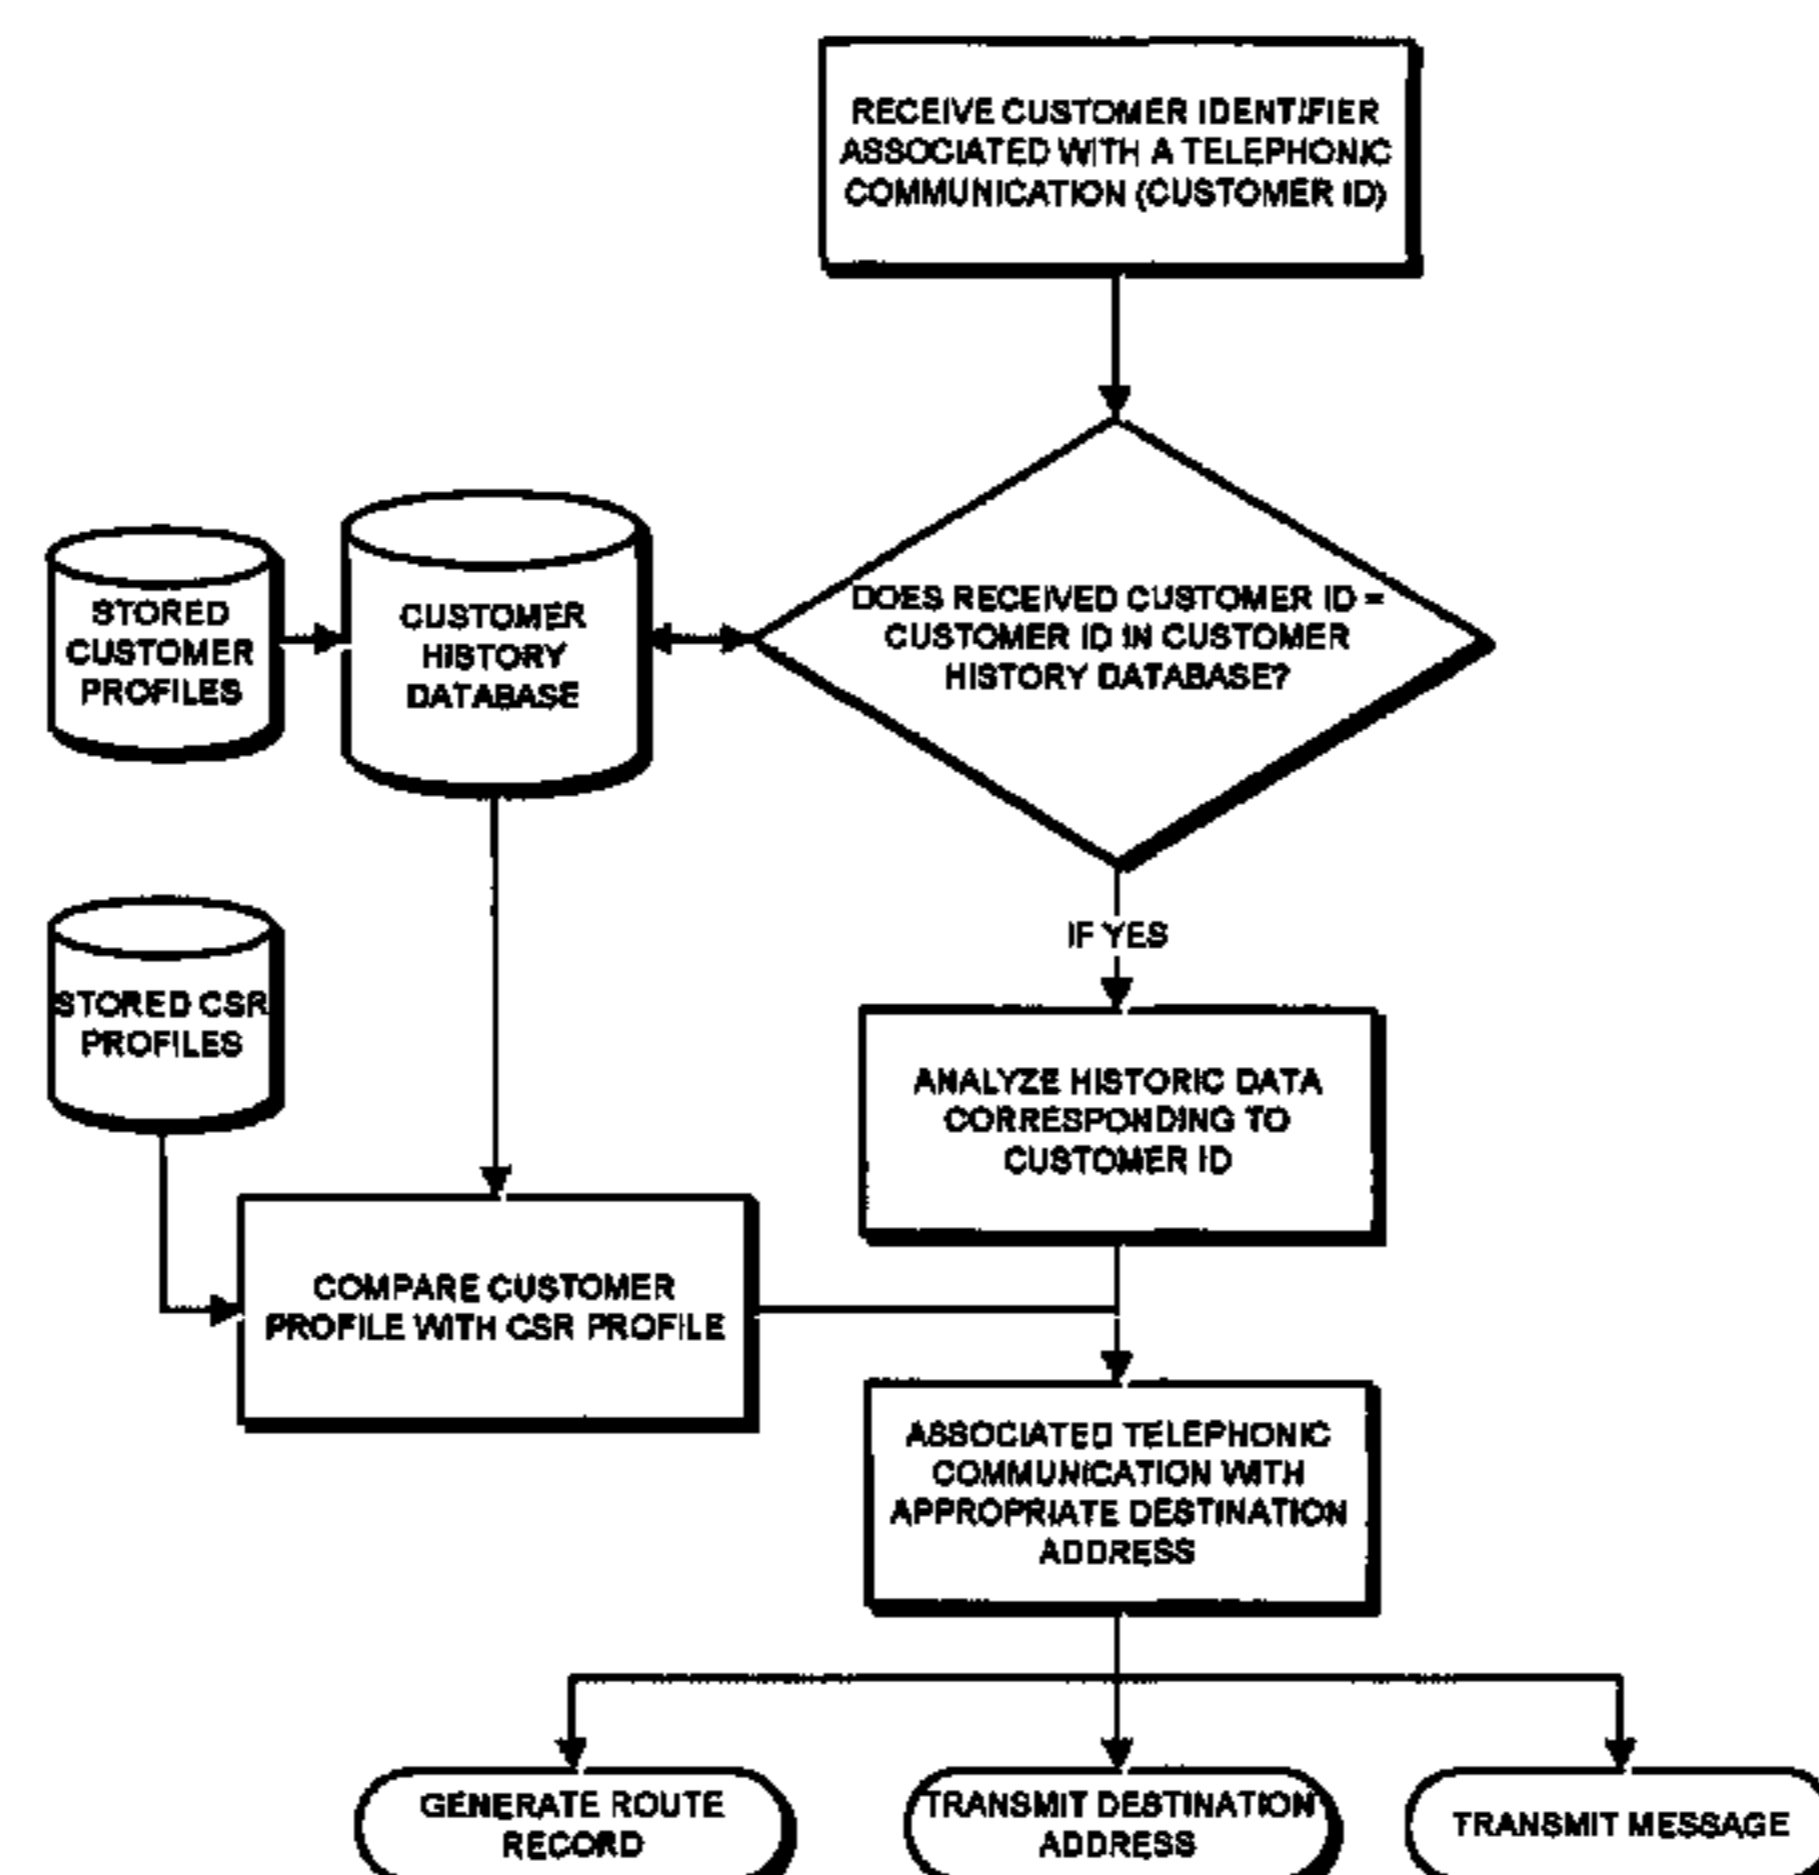 RECEIVE CUSTOMER IDENTIFIER
ASSOCIATED WITH A TELEPHONIC
COMMUNICATION (CUSTOMER ID)
DOES RECEIVED CUSTOMER ID =
CUSTOMER ID IN CUSTOMER
HISTORY DATABASE?
CUSTOMER
HISTORY
DATABASE
STORED
CUSTOMER
PROFILES
IF YES
STORED CSR
PROFILES
ANALYZE HISTORIC DATA
CORRESPONDING TO
CUSTOMER ID
COMPARE CUSTOMER
PROFILE WITH CSR PROFILE
ASSOCIATED TELEPHONIC
COMMUNICATION WITH
APPROPRIATE DESTINATION
ADDRESS
GENERATE ROUTE
RECORD
TRANSMIT DESTINATION
ADDRESS
TRANSMIT MESSAGE